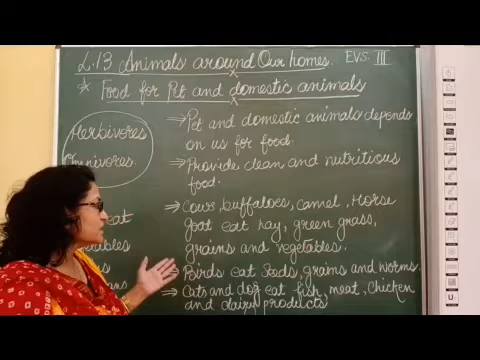 L.13 Animals around Our homes. EVS. III
* Food for Pet and domestic animals
Herbivores
Omnivores.
⇒ Pet and domestic animals depends
on us for food.
⇒ Provide clean and nutritious
food.
⇒ Cows, buffaloes, camel, Horse
goat eat hay, green grass,
grains and vegetables.
⇒ Birds eat seeds, grains and worms.
⇒ Cats and dog eat fish, meat, chicken
and dairy products